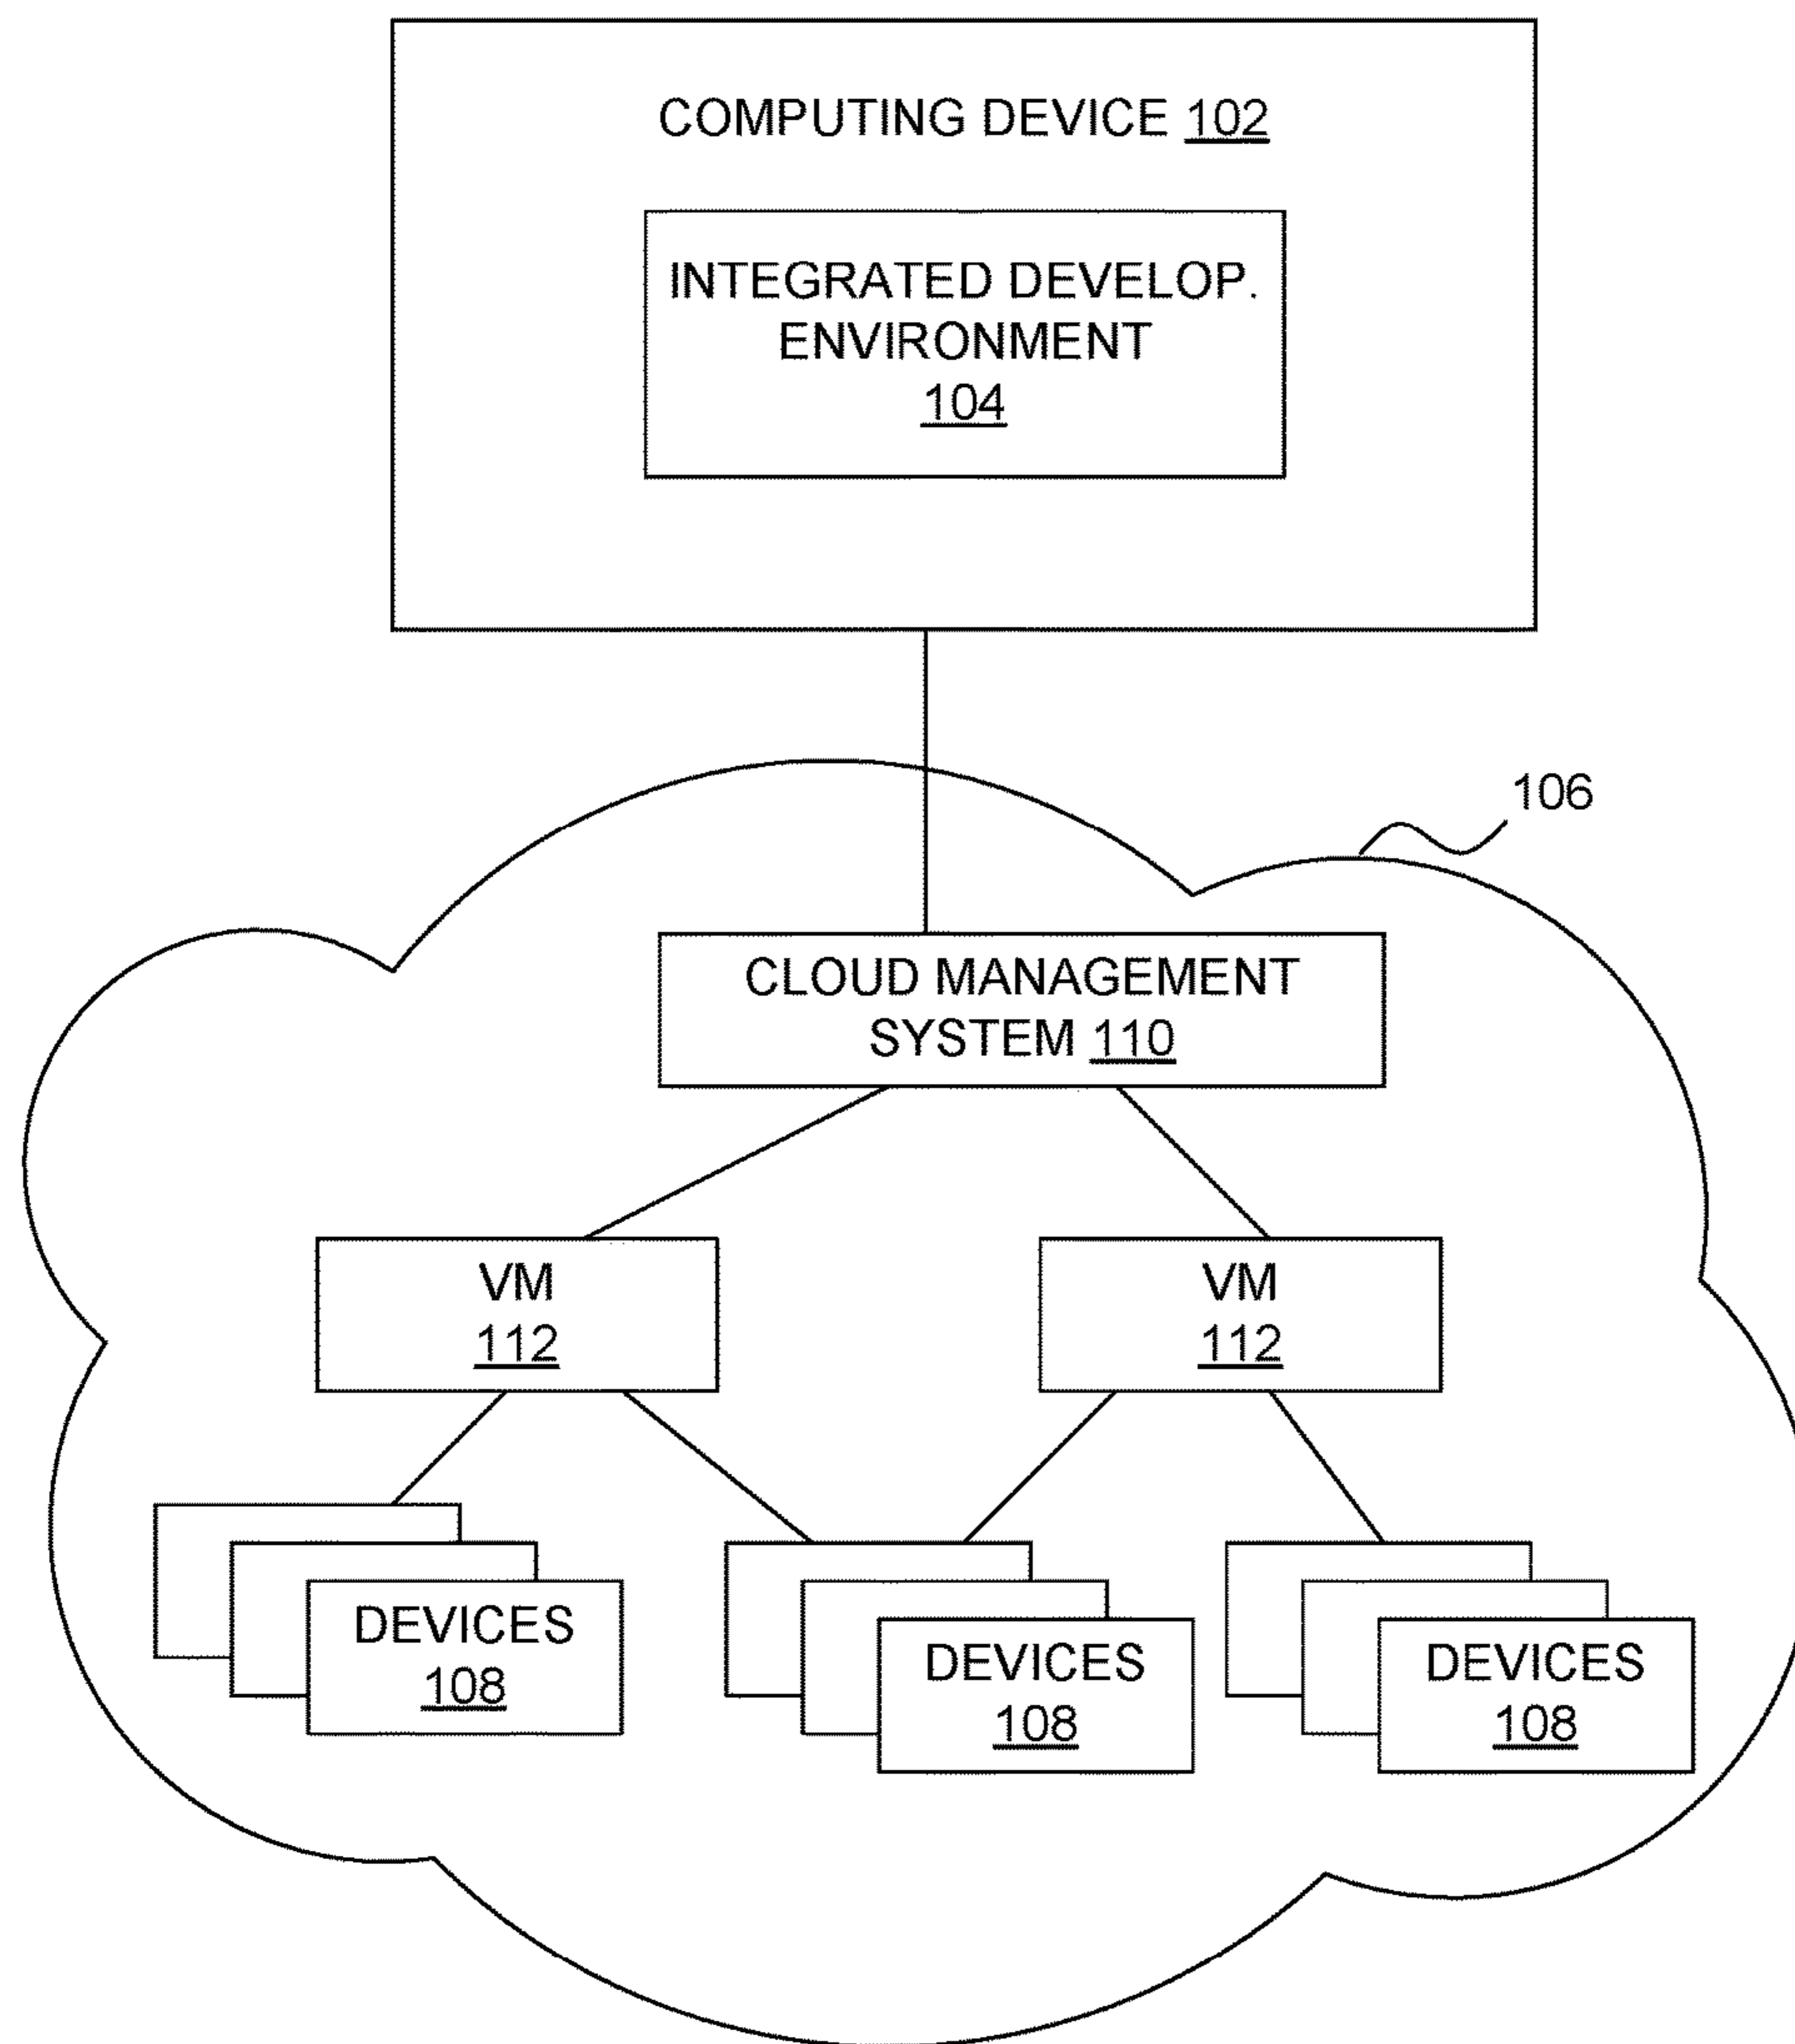 COMPUTING DEVICE 102
INTEGRATED DEVELOP.
ENVIRONMENT
104
106
CLOUD MANAGEMENT
SYSTEM 110
VM
112
VM
112
DEVICES
108
DEVICES
108
DEVICES
108